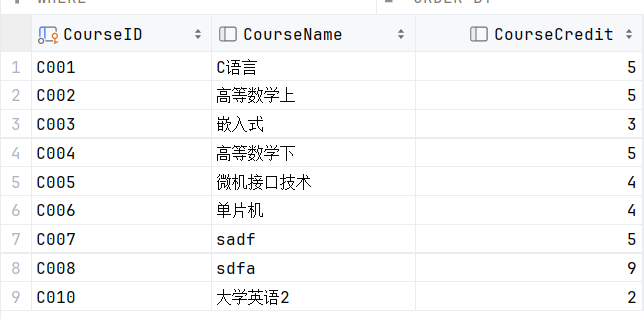 WHERE ORDER BY
CourseID CourseName CourseCredit
1 C001 C语言 5
2 C002 高等数学上 5
3 C003 嵌入式 3
4 C004 高等数学下 5
5 C005 微机接口技术 4
6 C006 单片机 4
7 C007 sadf 5
8 C008 sdfa 9
9 C010 大学英语2 2